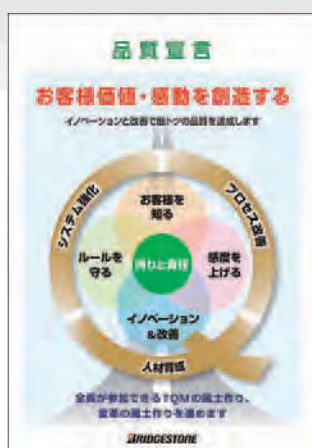 品質宣言
お客様価値・感動を創造する
イノベーションと改善で断トツの品質を達成します
システム強化
プロセス改善
お客様を
知る
ルールを
守る
誇りと責任
感度を
上げる
イノベーション
&改善
人材育成
全員が参加できるTQMの風土作り、
変革の風土作りを進めます
BRIDGESTONE